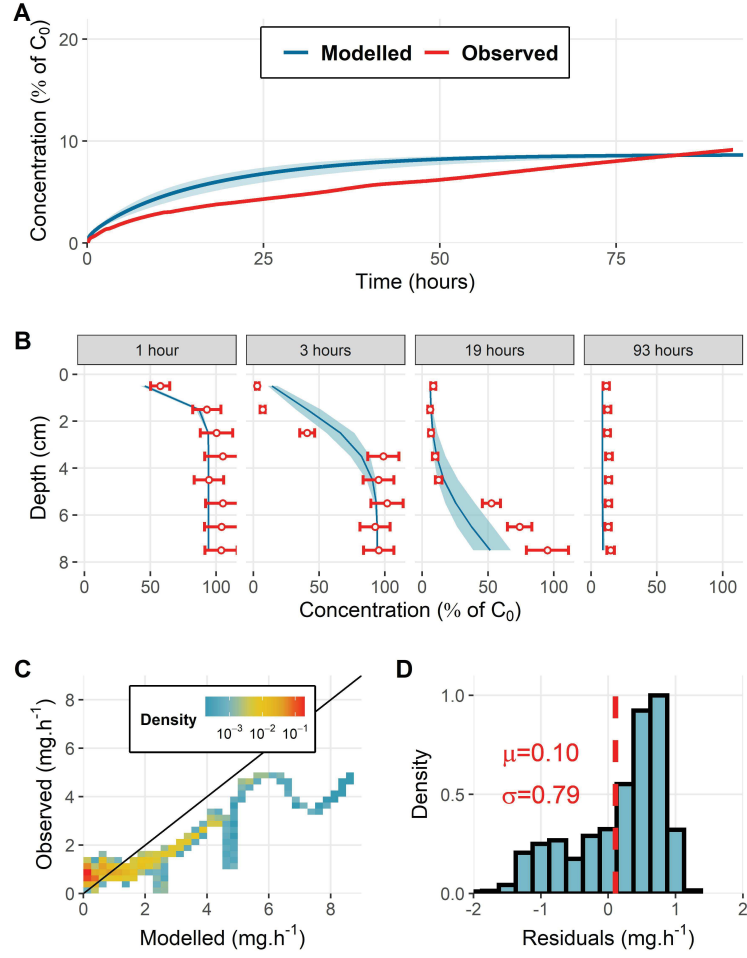 A
Concentration (% of C₀)
20
10
0
Modelled Observed
0 25 50 75
Time (hours)
B
1 hour 3 hours 19 hours 93 hours
Depth (cm)
0
2
4
6
8
0 50 100 0 50 100 0 50 100 0 50 100
Concentration (% of C₀)
C
Observed (mg.h⁻¹)
8
6
4
2
0
Density
10⁻³ 10⁻² 10⁻¹
0 2 4 6 8
Modelled (mg.h⁻¹)
D
Density
1.0
0.5
0.0
μ=0.10
σ=0.79
-2 -1 0 1 2
Residuals (mg.h⁻¹)